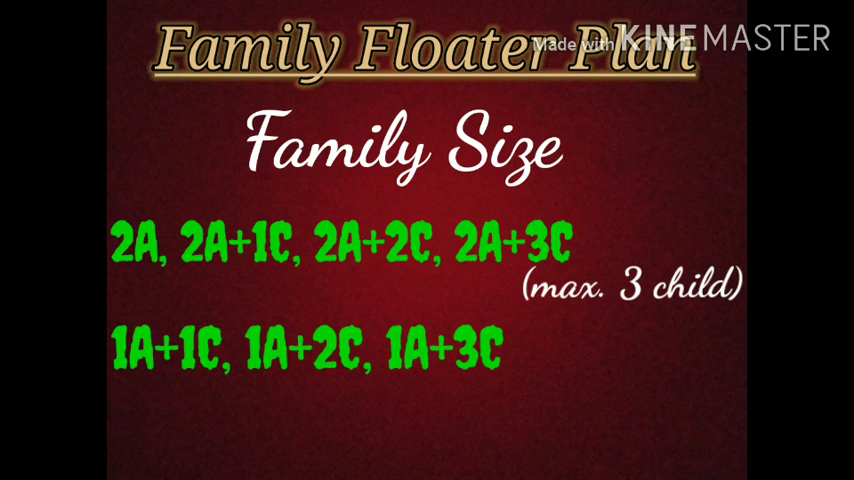 Family Floater Plan
Made with KINEMASTER
Family Size
2A, 2A+1C, 2A+2C, 2A+3C
(max. 3 child)
1A+1C, 1A+2C, 1A+3C